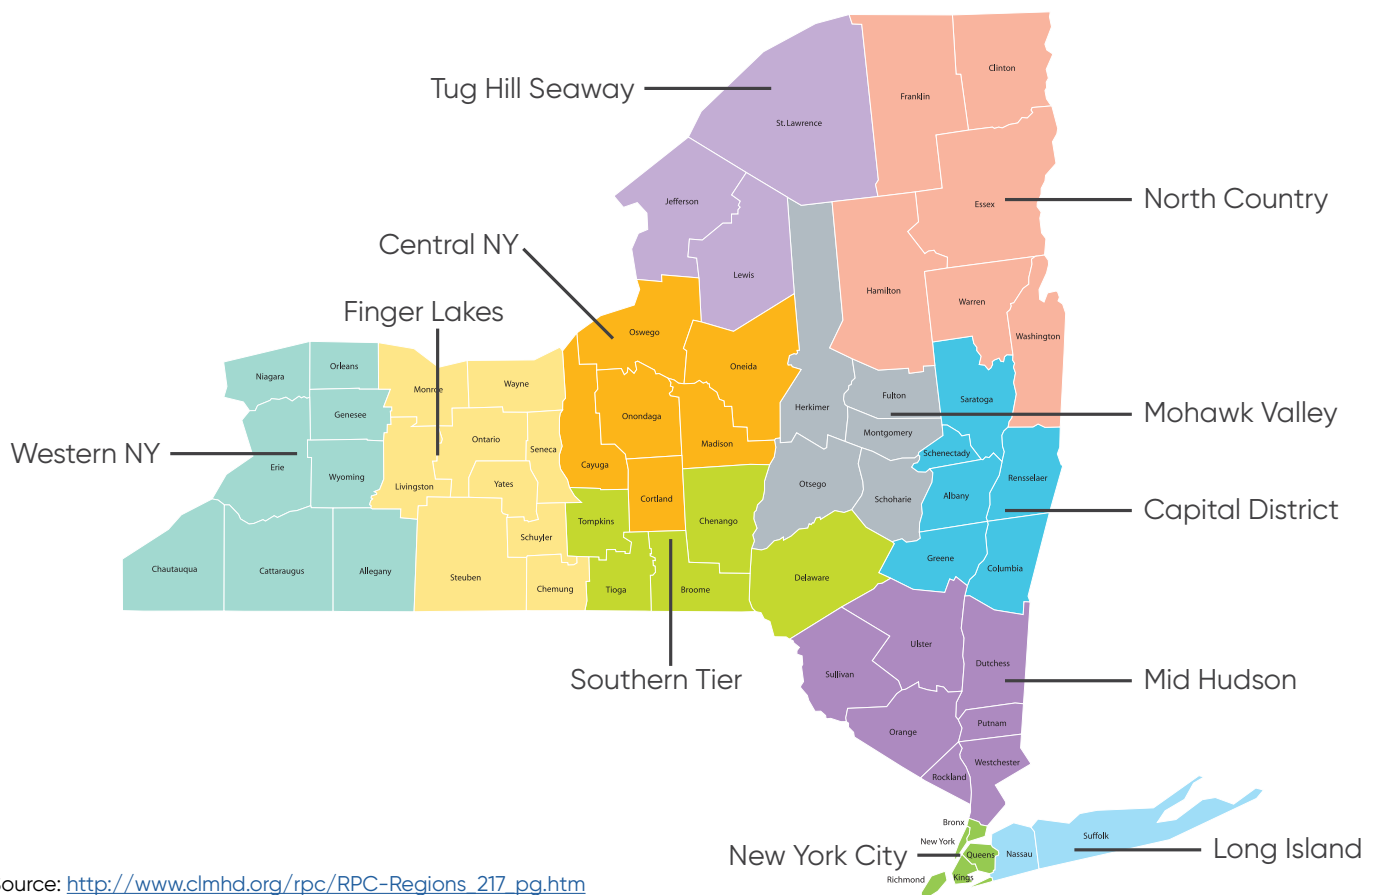 Clinton
Tug Hill Seaway
Franklin
St. Lawrence
North Country
Jefferson
Essex
Central NY
Lewis
Hamilton
Finger Lakes
Warren
Oswego
Washington
Orleans
Oneida
Niagara
Monroe
Wayne
Fulton
Saratoga
Herkimer
Genesee
Onondaga
Mohawk Valley
Montgomery
Ontario
Madison
Seneca
Schenectady
Western NY
Erie
Cayuga
Wyoming
Rensselaer
Yates
Otsego
Livingston
Albany
Cortland
Schoharie
Capital District
Tompkins
Chenango
Schuyler
Greene
Chautauqua
Cattaraugus
Allegany
Columbia
Steuben
Delaware
Chemung
Tioga
Broome
Ulster
Dutchess
Southern Tier
Sullivan
Mid Hudson
Putnam
Orange
Westchester
Rockland
Bronx
Suffolk
New York
Long Island
New York City
Queens
Nassau
Kings
Richmond
ource: http://www.clmhd.org/rpc/RPC-Regions_217_pg.htm